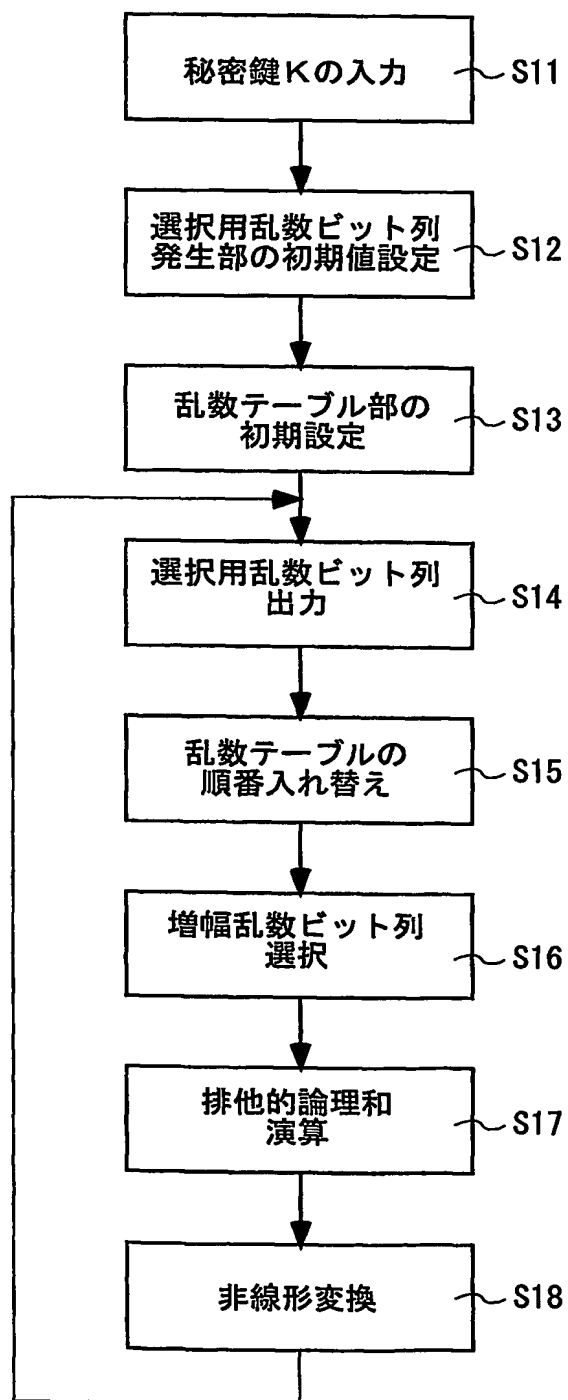 秘密鍵Kの入力
S11
選択用乱数ビット列
発生部の初期値設定
S12
乱数テーブル部の
初期設定
S13
選択用乱数ビット列
出力
S14
乱数テーブルの
順番入れ替え
S15
増幅乱数ビット列
選択
S16
排他的論理和
演算
S17
非線形変換
S18